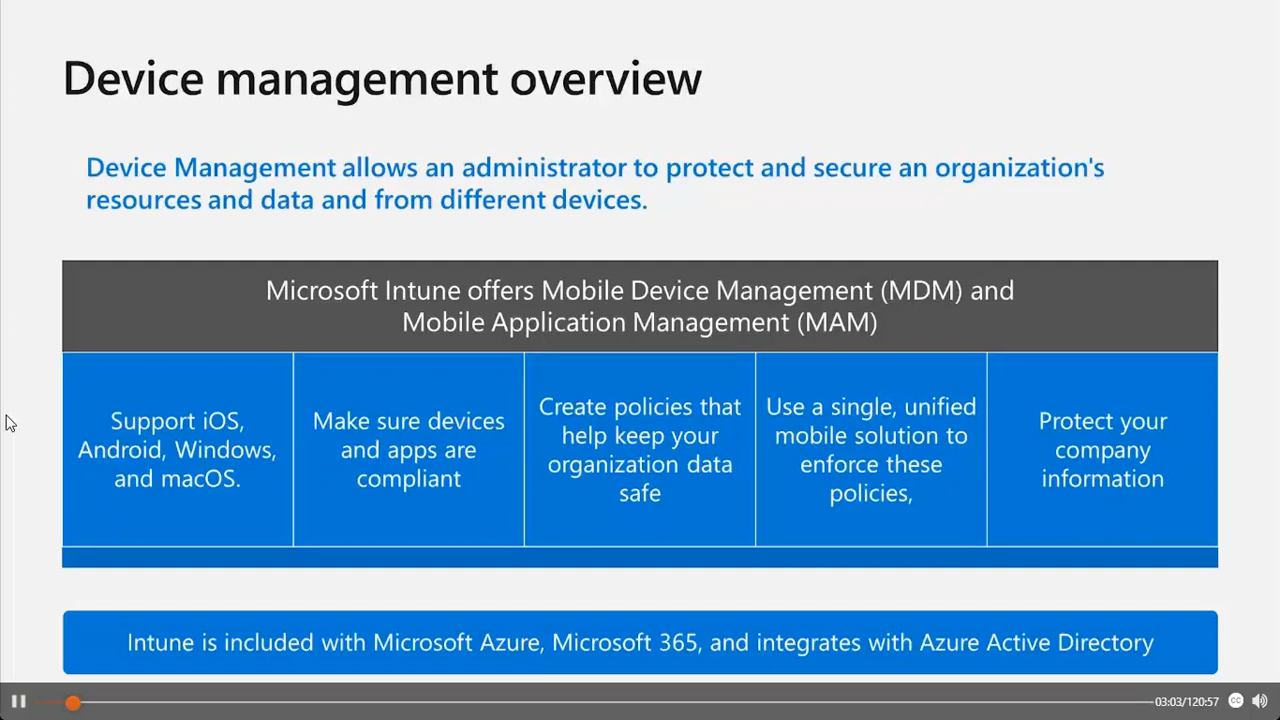 Device management overview
Device Management allows an administrator to protect and secure an organization's
resources and data and from different devices.
Microsoft Intune offers Mobile Device Management (MDM) and
Mobile Application Management (MAM)
Support iOS,
Android, Windows,
and macOS.
Make sure devices
and apps are
compliant
Create policies that
help keep your
organization data
safe
Use a single, unified
mobile solution to
enforce these
policies,
Protect your
company
information
Intune is included with Microsoft Azure, Microsoft 365, and integrates with Azure Active Directory
03:03/120:57
CC